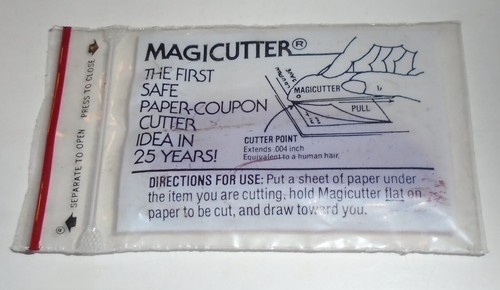 MAGICUTTER®
THE FIRST
SAFE
PAPER-COUPON
CUTTER
IDEA IN
25 YEARS!
MAGICUTTER
PULL
CUTTER POINT
Extends .004 inch
Equivalent to a human hair.
DIRECTIONS FOR USE: Put a sheet of paper under
the item you are cutting, hold Magicutter flat on
paper to be cut, and draw toward you.
SEPARATE TO OPEN
PRESS TO CLOSE
®